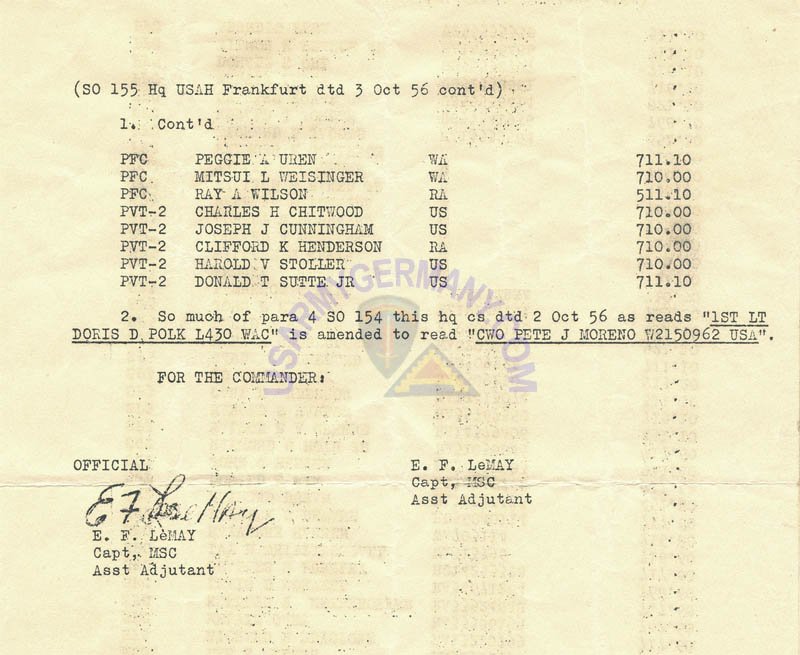 (SO 155 Hq USAH Frankfurt dtd 3 Oct 56 cont'd)
1. Cont'd
PFC PEGGIE A UREN WA 711.10
PFC MITSUI L WEISINGER WA 710.00
PFC RAY A WILSON RA 511.10
PVT-2 CHARLES H CHITWOOD US 710.00
PVT-2 JOSEPH J CUNNINGHAM US 710.00
PVT-2 CLIFFORD K HENDERSON RA 710.00
PVT-2 HAROLD V STOLLER US 710.00
PVT-2 DONALD T SUTTE JR US 711.10
2. So much of para 4 SO 154 this hq cs dtd 2 Oct 56 as reads "1ST LT
DORIS D POLK L430 WAC" is amended to read "CWO PETE J MORENO W2150962 USA".
FOR THE COMMANDER:
USARMYGERMANY.COM
OFFICIAL
E. F. LeMAY
Capt, MSC
Asst Adjutant
E F LeMay
E. F. LeMAY
Capt, MSC
Asst Adjutant